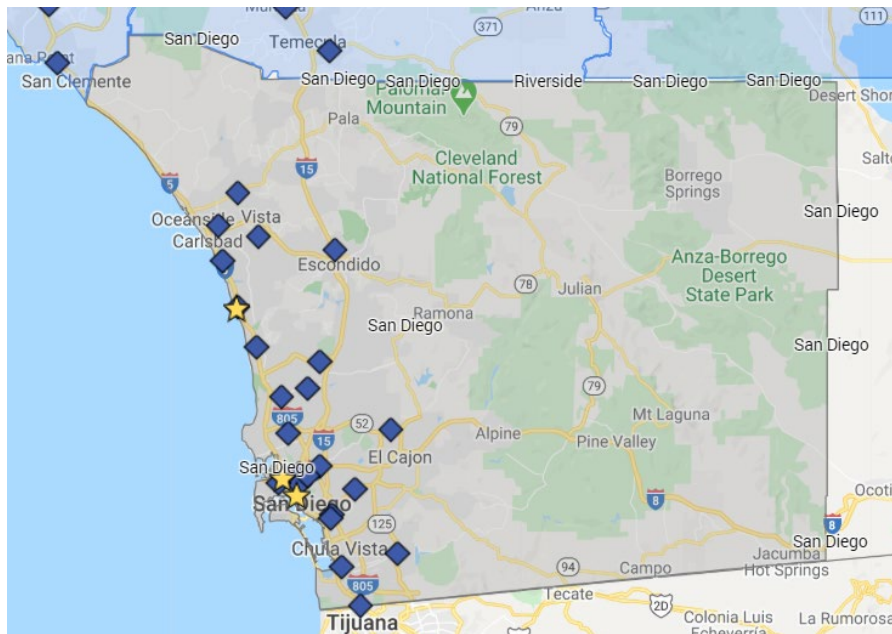 Temecula
371
111
San Diego
San Clemente
San Diego
San Diego
Riverside
San Diego
San Diego
Desert Shor
Palomar
Mountain
Pala
79
Cleveland
National Forest
15
5
Borrego
Springs
Salto
San Diego
Oceanside
Vista
Carlsbad
Escondido
Anza-Borrego
Desert
State Park
78
Julian
Ramona
San Diego
San Diego
79
Mt Laguna
805
52
15
Alpine
Pine Valley
El Cajon
San Diego
San Diego
8
Ocoti
8
125
San Diego
Chula Vista
Jacumba
Hot Springs
94
Campo
805
Tecate
2D
Tijuana
Colonia Luis
Echeverría
La Rumorosa